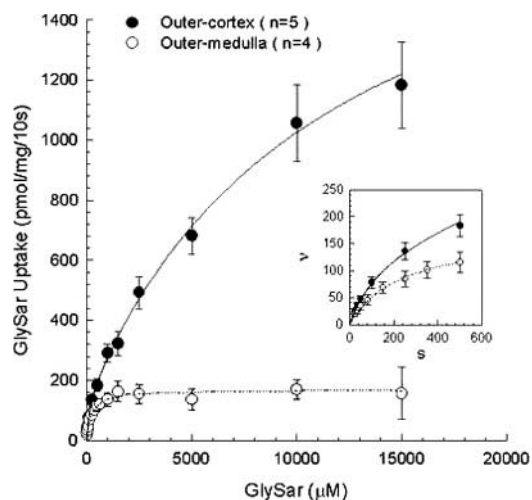 1400
1200
1000
800
600
400
200
0
GlySar Uptake (pmol/mg/10s)
Outer-cortex ( n=5 )
Outer-medulla ( n=4 )
250
200
150
100
50
0
ν
0 200 400 600
s
0 5000 10000 15000 20000
GlySar (μM)